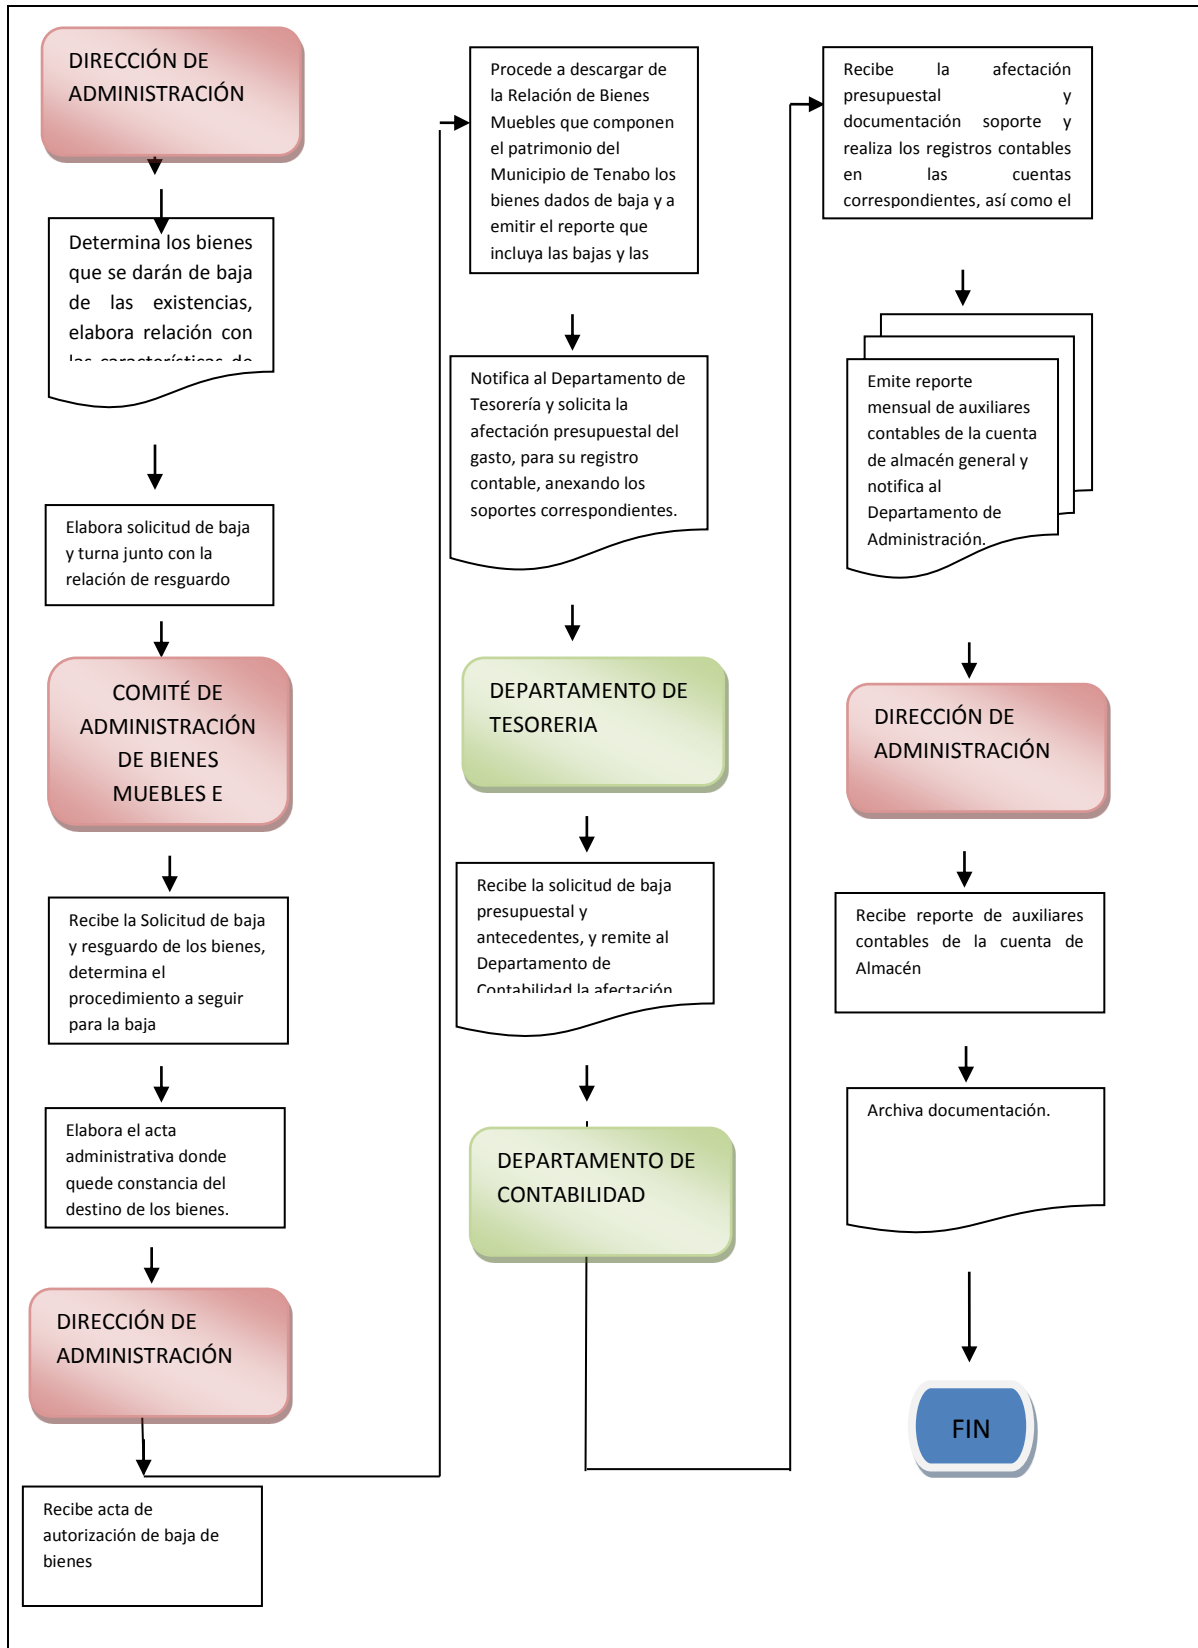 DIRECCIÓN DE
ADMINISTRACIÓN
Determina los bienes
que se darán de baja
de las existencias,
elabora relación con
las características de
Elabora solicitud de baja
y turna junto con la
relación de resguardo
COMITÉ DE
ADMINISTRACIÓN
DE BIENES
MUEBLES E
Recibe la Solicitud de baja
y resguardo de los bienes,
determina el
procedimiento a seguir
para la baja
Elabora el acta
administrativa donde
quede constancia del
destino de los bienes.
DIRECCIÓN DE
ADMINISTRACIÓN
Recibe acta de
autorización de baja de
bienes
Procede a descargar de
la Relación de Bienes
Muebles que componen
el patrimonio del
Municipio de Tenabo los
bienes dados de baja y a
emitir el reporte que
incluya las bajas y las
Notifica al Departamento de
Tesorería y solicita la
afectación presupuestal del
gasto, para su registro
contable, anexando los
soportes correspondientes.
DEPARTAMENTO DE
TESORERIA
Recibe la solicitud de baja
presupuestal y
antecedentes, y remite al
Departamento de
Contabilidad la afectación
DEPARTAMENTO DE
CONTABILIDAD
Recibe la afectación
presupuestal y
documentación soporte y
realiza los registros contables
en las cuentas
correspondientes, así como el
Emite reporte
mensual de auxiliares
contables de la cuenta
de almacén general y
notifica al
Departamento de
Administración.
DIRECCIÓN DE
ADMINISTRACIÓN
Recibe reporte de auxiliares
contables de la cuenta de
Almacén
Archiva documentación.
FIN